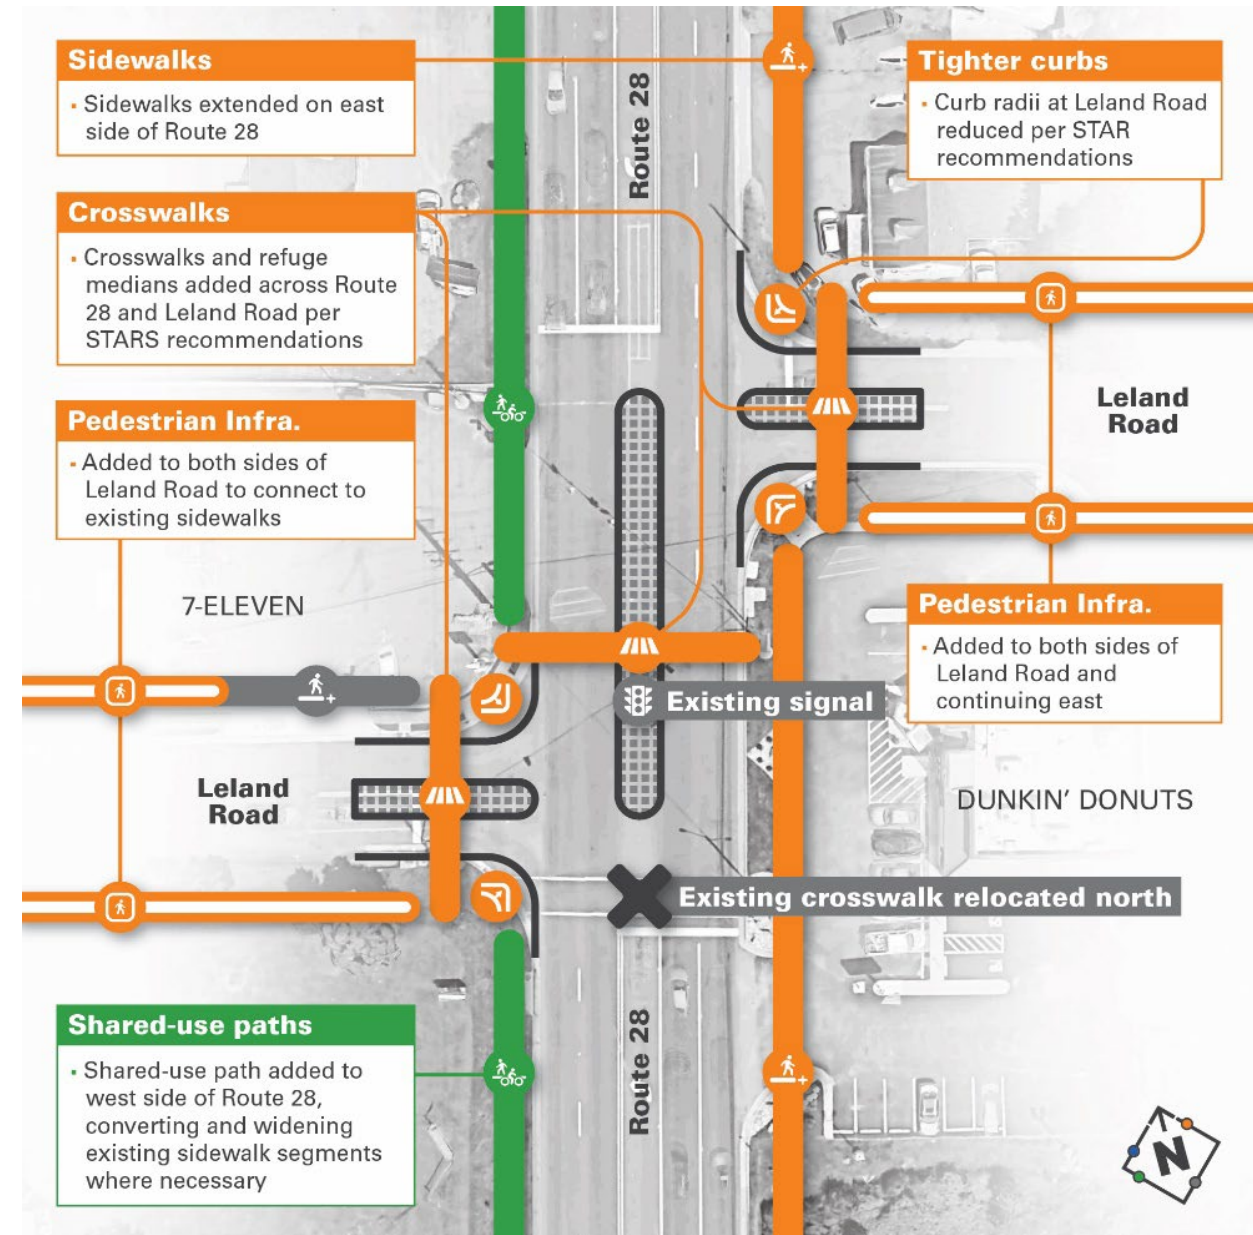 Sidewalks
▪ Sidewalks extended on east
side of Route 28
Crosswalks
▪ Crosswalks and refuge
medians added across Route
28 and Leland Road per
STARS recommendations
Pedestrian Infra.
▪ Added to both sides of
Leland Road to connect to
existing sidewalks
Route 28
Tighter curbs
▪ Curb radii at Leland Road
reduced per STAR
recommendations
Leland
Road
Pedestrian Infra.
▪ Added to both sides of
Leland Road and
continuing east
7-ELEVEN
Existing signal
Leland
Road
DUNKIN' DONUTS
Existing crosswalk relocated north
Shared-use paths
▪ Shared-use path added to
west side of Route 28,
converting and widening
existing sidewalk segments
where necessary
Route 28
N